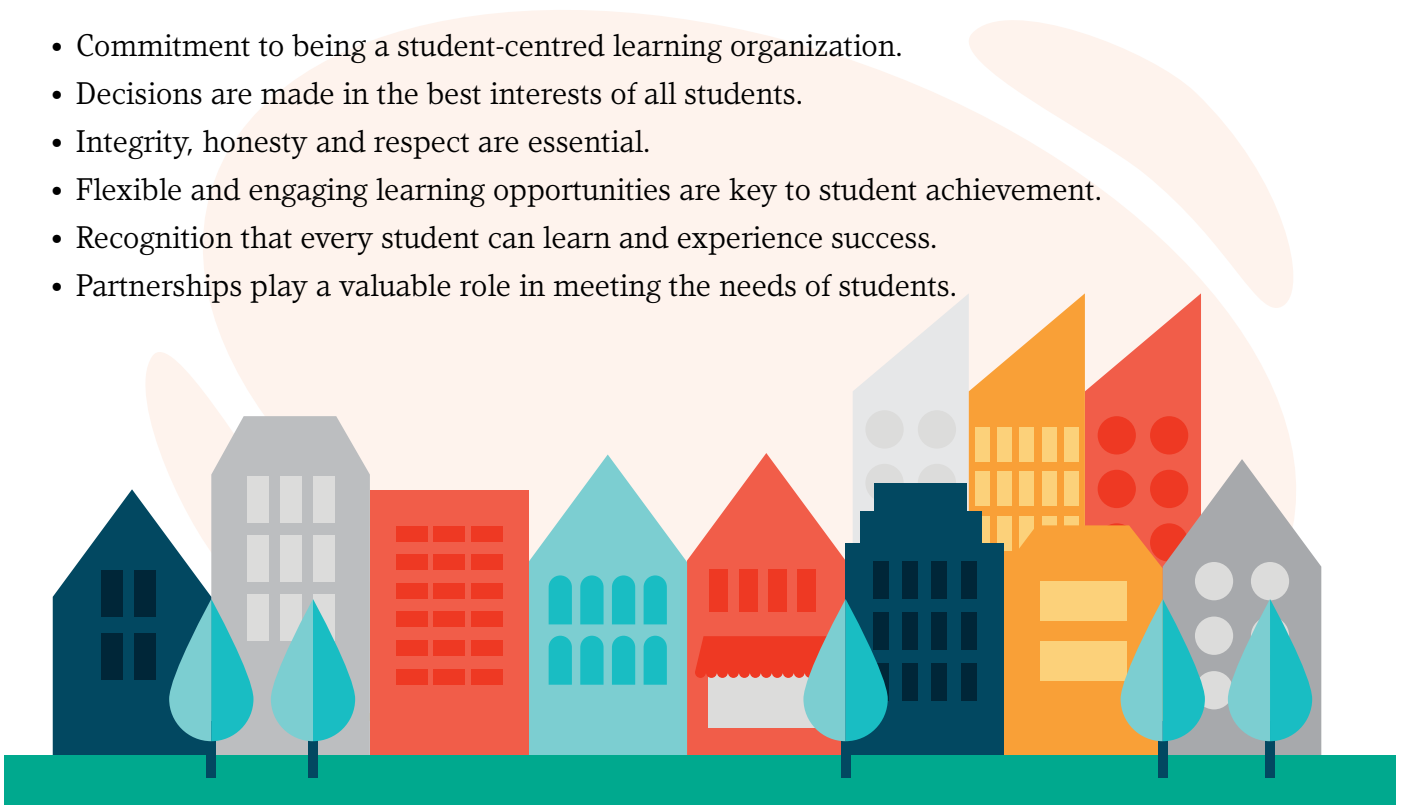 • Commitment to being a student-centred learning organization.
• Decisions are made in the best interests of all students.
• Integrity, honesty and respect are essential.
• Flexible and engaging learning opportunities are key to student achievement.
• Recognition that every student can learn and experience success.
• Partnerships play a valuable role in meeting the needs of students.